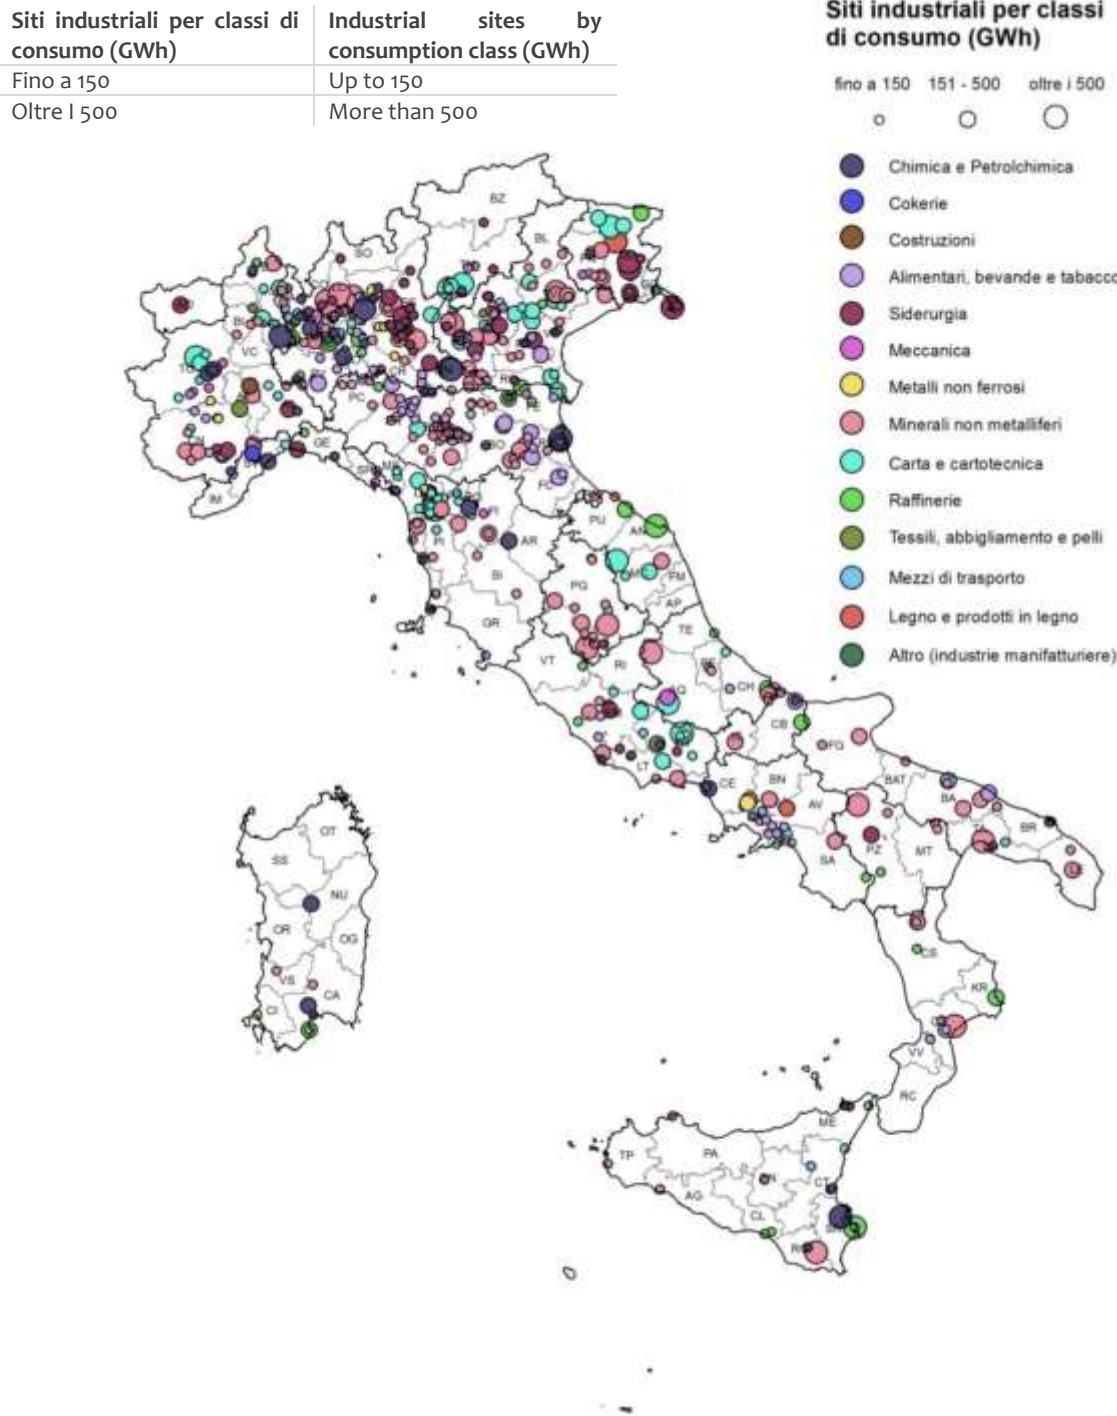 Siti industriali per classi di
consumo (GWh)
Industrial sites by
consumption class (GWh)
Fino a 150
Up to 150
Oltre I 500
More than 500
Siti industriali per classi
di consumo (GWh)
fino a 150 151 - 500 oltre i 500
Chimica e Petrolchimica
Cokerie
Costruzioni
Alimentari, bevande e tabacco
Siderurgia
Meccanica
Metalli non ferrosi
Minerali non metalliferi
Carta e cartotecnica
Raffinerie
Tessili, abbigliamento e pelli
Mezzi di trasporto
Legno e prodotti in legno
Altro (industrie manifatturiere)
BZ
SO
BL
VC
PC
GE
IM
PU
AN
AR
PI
FI
SI
PG
FM
AP
GR
TE
VT
RI
CH
CB
FG
LT
CE
BN
BAT
AV
BA
BR
SA
PZ
MT
OT
SS
NU
OR
OG
VS
CA
CI
CS
KR
VV
RC
ME
TP
PA
CT
AG
CL